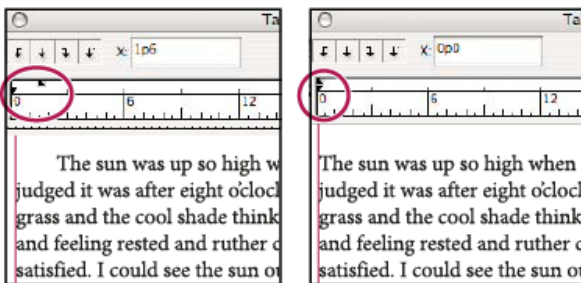 Ta
X: 1p6
0 6 12
The sun was up so high w
judged it was after eight o'cloc
grass and the cool shade think
and feeling rested and ruther
satisfied. I could see the sun
Ta
X: 0p0
0 6 12
The sun was up so high when
judged it was after eight o'cloc
grass and the cool shade think
and feeling rested and ruther
satisfied. I could see the sun